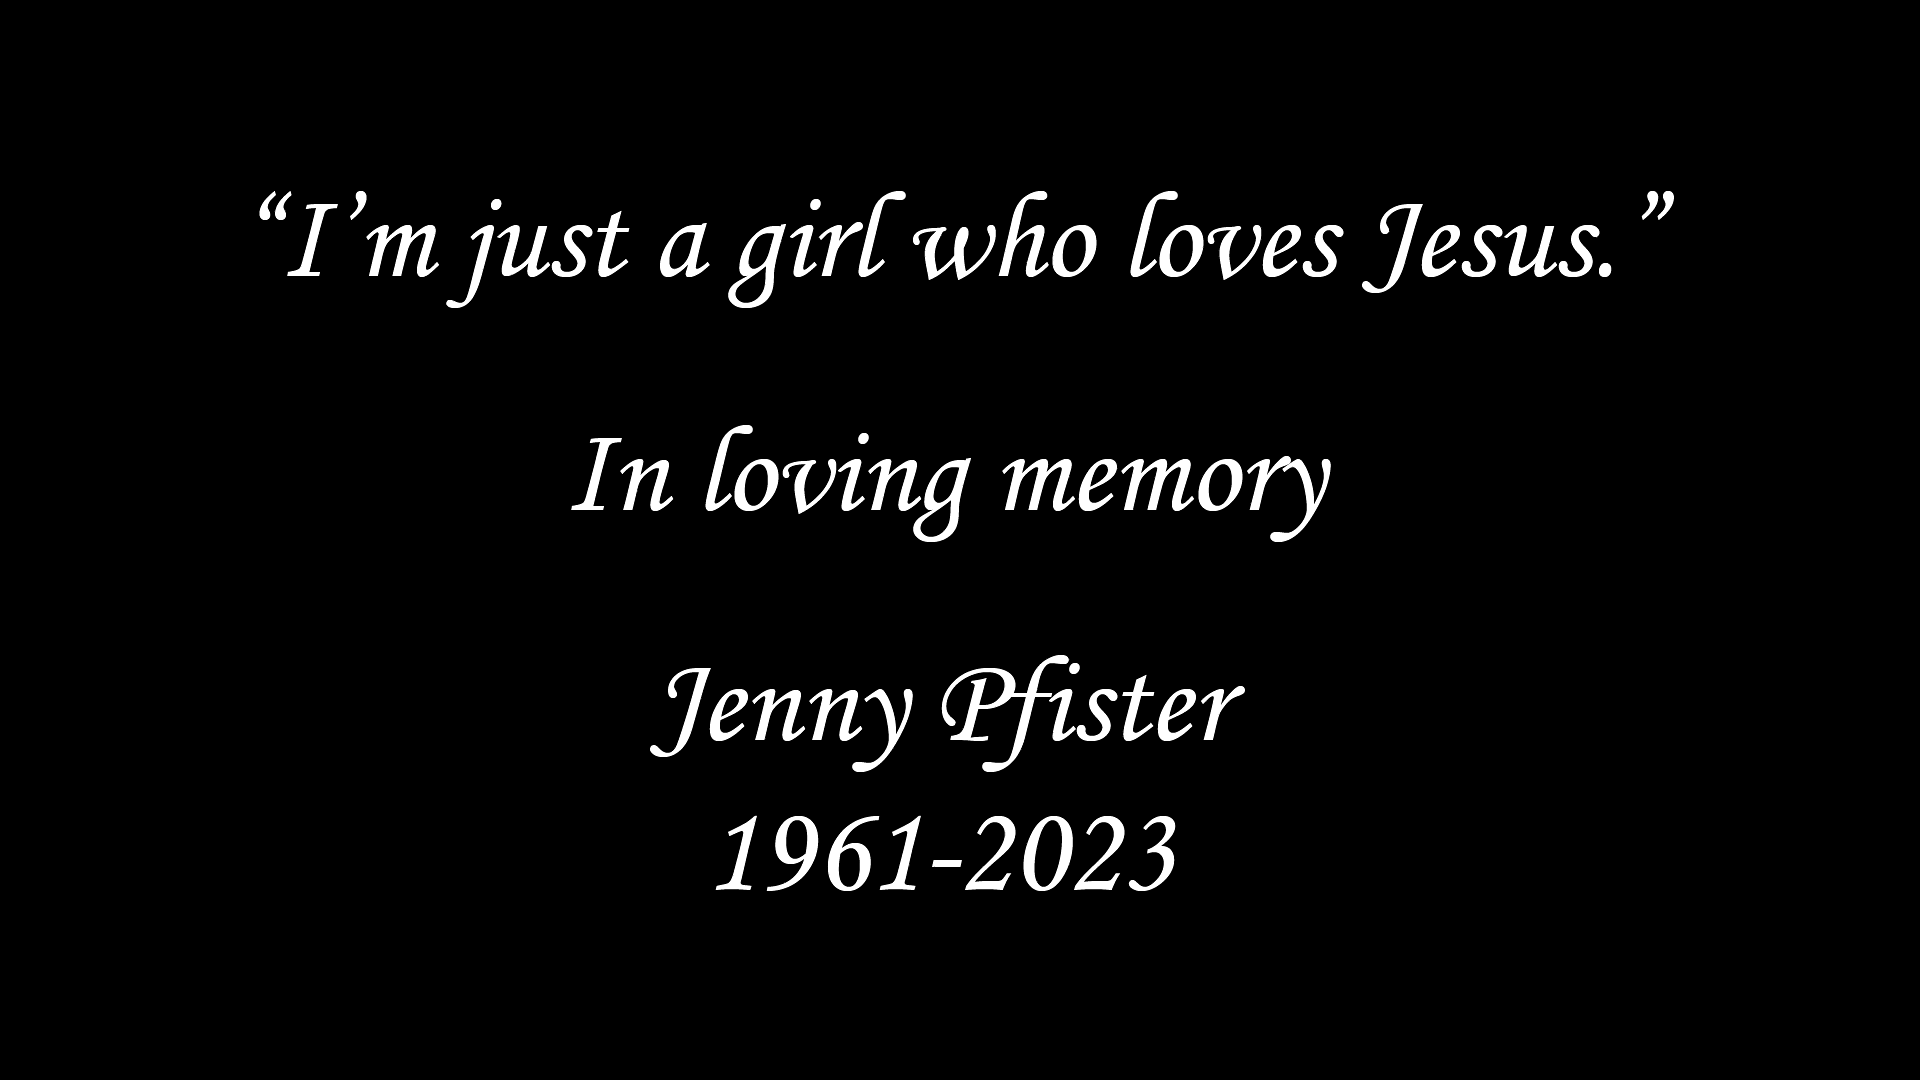 “I’m just a girl who loves Jesus.”
In loving memory
Jenny Pfister
1961-2023